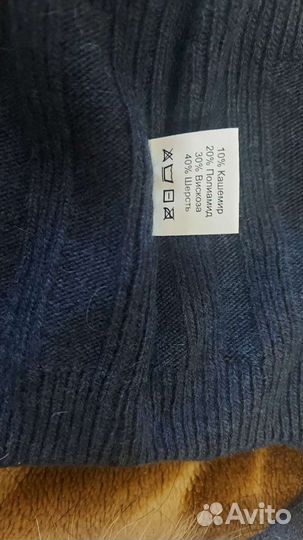 10% Кашемир
20% Полиамид
30% Вискоза
40% Шерсть
Avito